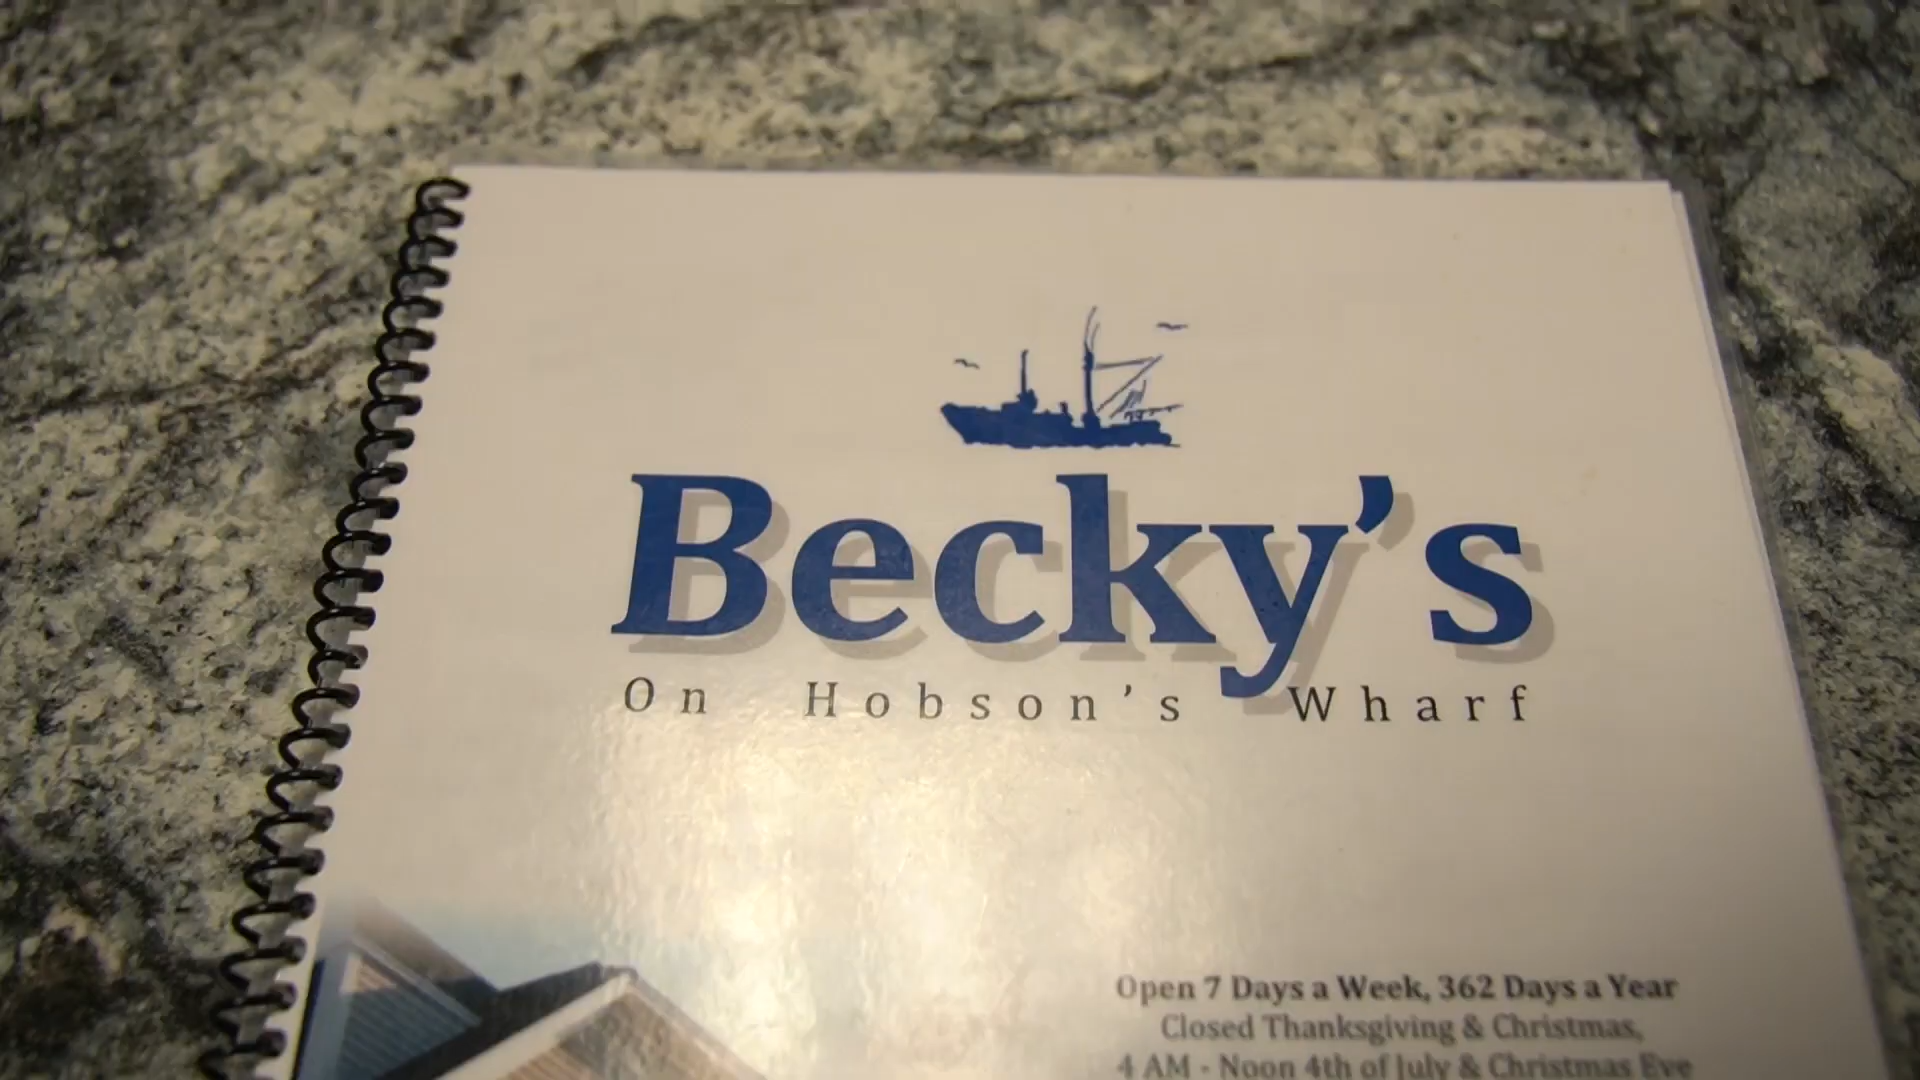 Becky's
On Hobson's Wharf
Open 7 Days a Week, 362 Days a Year
Closed Thanksgiving & Christmas,
4 AM - Noon 4th of July & Christmas Eve